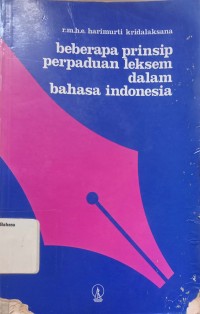 r.m.h.s. harimurti kridalaksana
beberapa prinsip
perpaduan leksem
dalam
bahasa indonesia